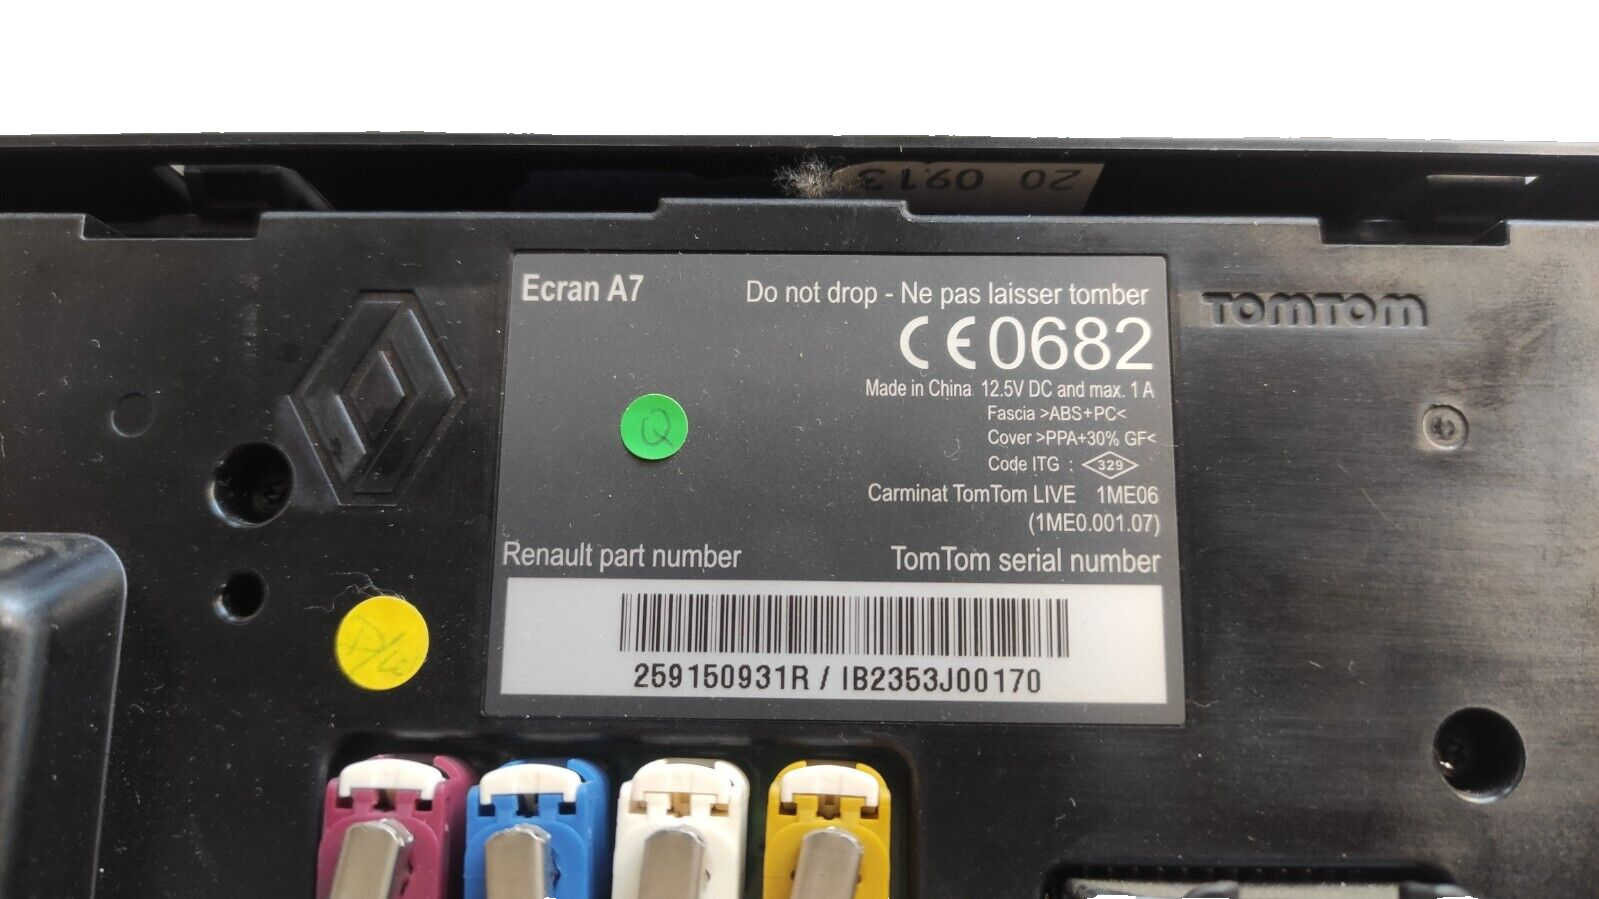 20 0913
Ecran A7
Do not drop - Ne pas laisser tomber
TOMTOM
CE0682
Made in China 12.5V DC and max. 1 A
Fascia >ABS+PC<
Cover >PPA+30% GF<
Code ITG : 329
Carminat TomTom LIVE 1ME06
(1ME0.001.07)
Renault part number
TomTom serial number
259150931R / IB2353J00170
Q